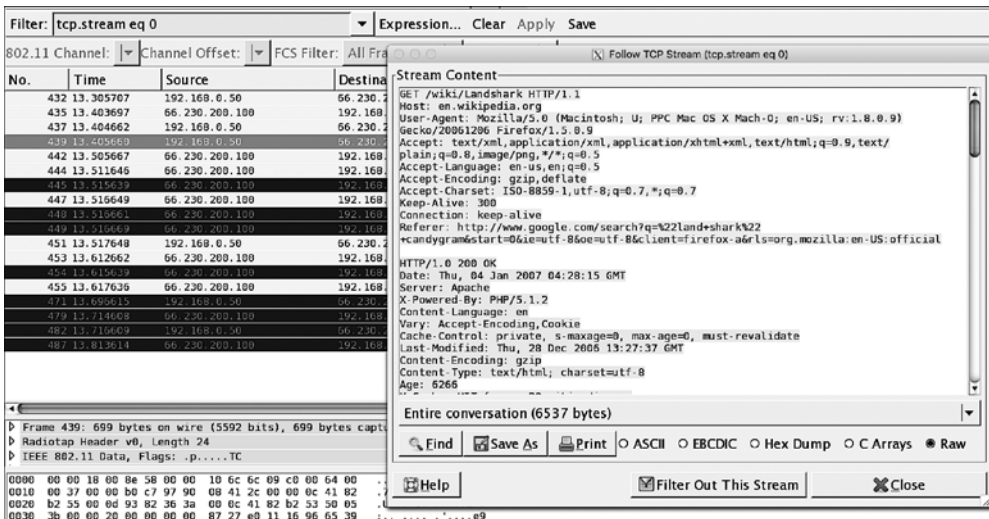 Filter: tcp.stream eq 0 Expression... Clear Apply Save
802.11 Channel: Channel Offset: FCS Filter: All Fra
No. Time Source Destina
432 13.305707 192.168.0.50 66.230.2
435 13.403697 66.230.200.100 192.168.
437 13.404662 192.168.0.50 66.230.2
439 13.405660 192.168.0.50 66.230.2
442 13.505667 66.230.200.100 192.168.
444 13.511646 66.230.200.100 192.168.
445 13.515639 66.230.200.100 192.168.
447 13.516649 66.230.200.100 192.168.
448 13.516661 66.230.200.100 192.168.
449 13.516669 66.230.200.100 192.168.
451 13.517648 192.168.0.50 66.230.2
453 13.612662 66.230.200.100 192.168.
454 13.615639 66.230.200.100 192.168.
455 13.617636 66.230.200.100 192.168.
471 13.696615 192.168.0.50 66.230.2
479 13.714608 66.230.200.100 192.168.
482 13.716609 192.168.0.50 66.230.2
487 13.813614 66.230.200.100 192.168.
Frame 439: 699 bytes on wire (5592 bits), 699 bytes captu
Radiotap Header v0, Length 24
IEEE 802.11 Data, Flags: .p.....TC
0000 00 00 18 00 8e 58 00 00 10 6c 6c 09 c0 00 64 00
0010 00 37 00 00 b0 c7 97 90 08 41 2c 00 00 0c 41 82 .7
0020 b2 55 00 0d 93 82 36 3a 00 0c 41 82 b2 53 50 05 .U
0030 3b 00 00 20 00 00 00 00 87 27 e0 11 16 96 65 39 ;.. .... .'....e9
Follow TCP Stream (tcp.stream eq 0)
Stream Content
GET /wiki/Landshark HTTP/1.1
Host: en.wikipedia.org
User-Agent: Mozilla/5.0 (Macintosh; U; PPC Mac OS X Mach-O; en-US; rv:1.8.0.9)
Gecko/20061206 Firefox/1.5.0.9
Accept: text/xml,application/xml,application/xhtml+xml,text/html;q=0.9,text/
plain;q=0.8,image/png,*/*;q=0.5
Accept-Language: en-us,en;q=0.5
Accept-Encoding: gzip,deflate
Accept-Charset: ISO-8859-1,utf-8;q=0.7,*;q=0.7
Keep-Alive: 300
Connection: keep-alive
Referer: http://www.google.com/search?q=%22land+shark%22
+candygram&start=0&ie=utf-8&oe=utf-8&client=firefox-a&rls=org.mozilla:en-US:official
HTTP/1.0 200 OK
Date: Thu, 04 Jan 2007 04:28:15 GMT
Server: Apache
X-Powered-By: PHP/5.1.2
Content-Language: en
Vary: Accept-Encoding,Cookie
Cache-Control: private, s-maxage=0, max-age=0, must-revalidate
Last-Modified: Thu, 28 Dec 2006 13:27:37 GMT
Content-Encoding: gzip
Content-Type: text/html; charset=utf-8
Age: 6266
Entire conversation (6537 bytes)
Find Save As Print ASCII EBCDIC Hex Dump C Arrays Raw
Help Filter Out This Stream Close